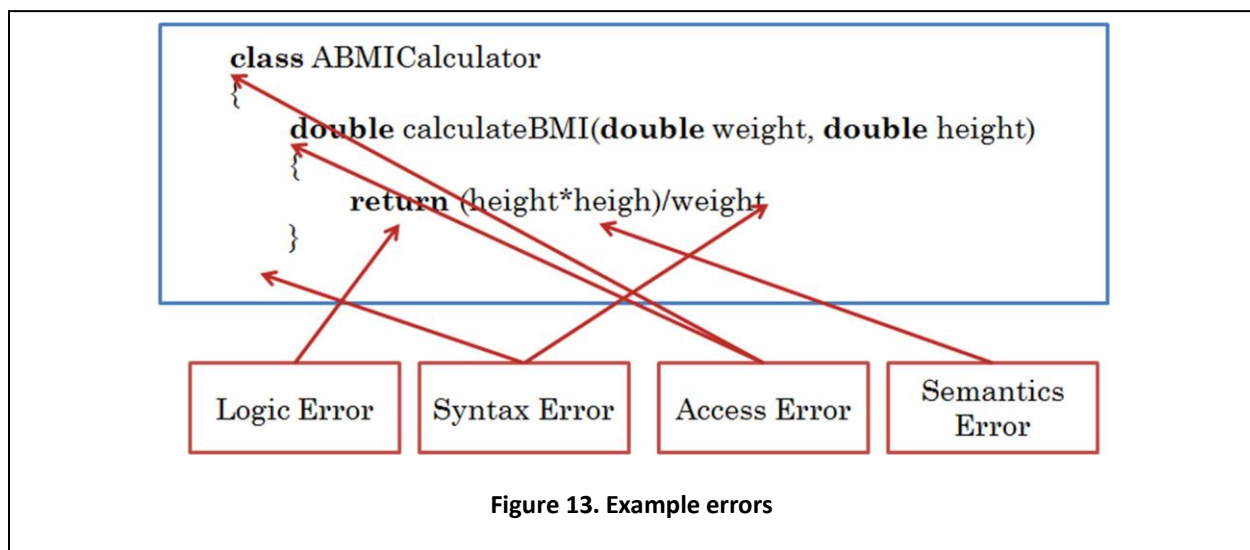 class ABMICalculator
{
double calculateBMI(double weight, double height)
{
return (height*heigh)/weight
}
Logic Error
Syntax Error
Access Error
Semantics
Error
Figure 13. Example errors